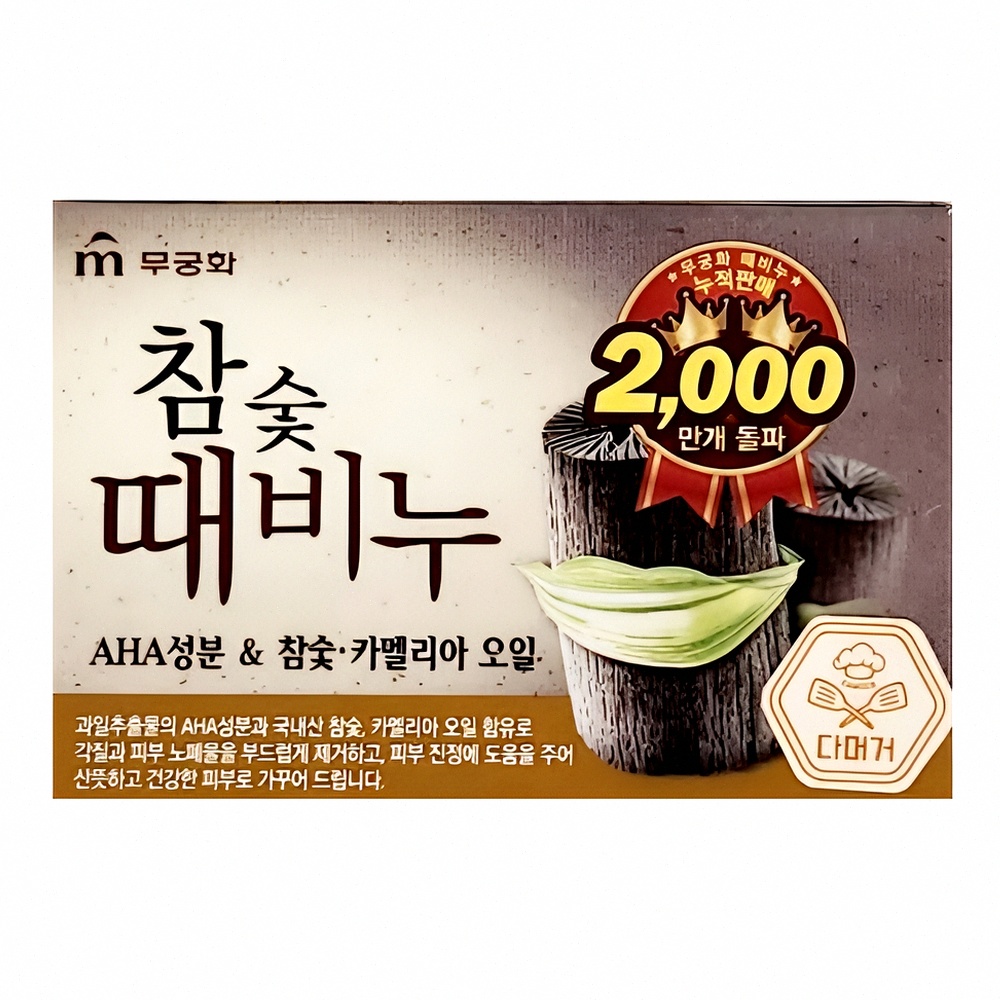 무궁화
무궁화 때비누
누적판매
2,000
만개 돌파
참숯
때비누
AHA성분 & 참숯·카멜리아 오일
과일추출물의 AHA성분과 국내산 참숯, 카멜리아 오일 함유로
각질과 피부 노폐물을 부드럽게 제거하고, 피부 진정에 도움을 주어
산뜻하고 건강한 피부로 가꾸어 드립니다.
다머거